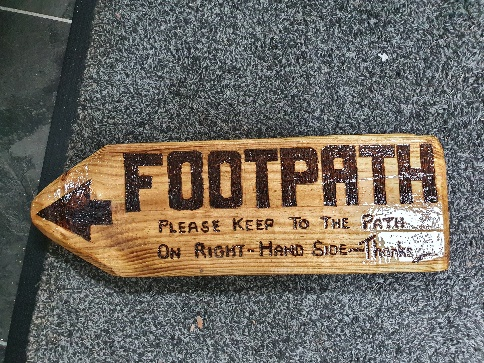 FOOTPATH
PLEASE KEEP TO THE PATH
ON RIGHT-HAND SIDE-Thanks